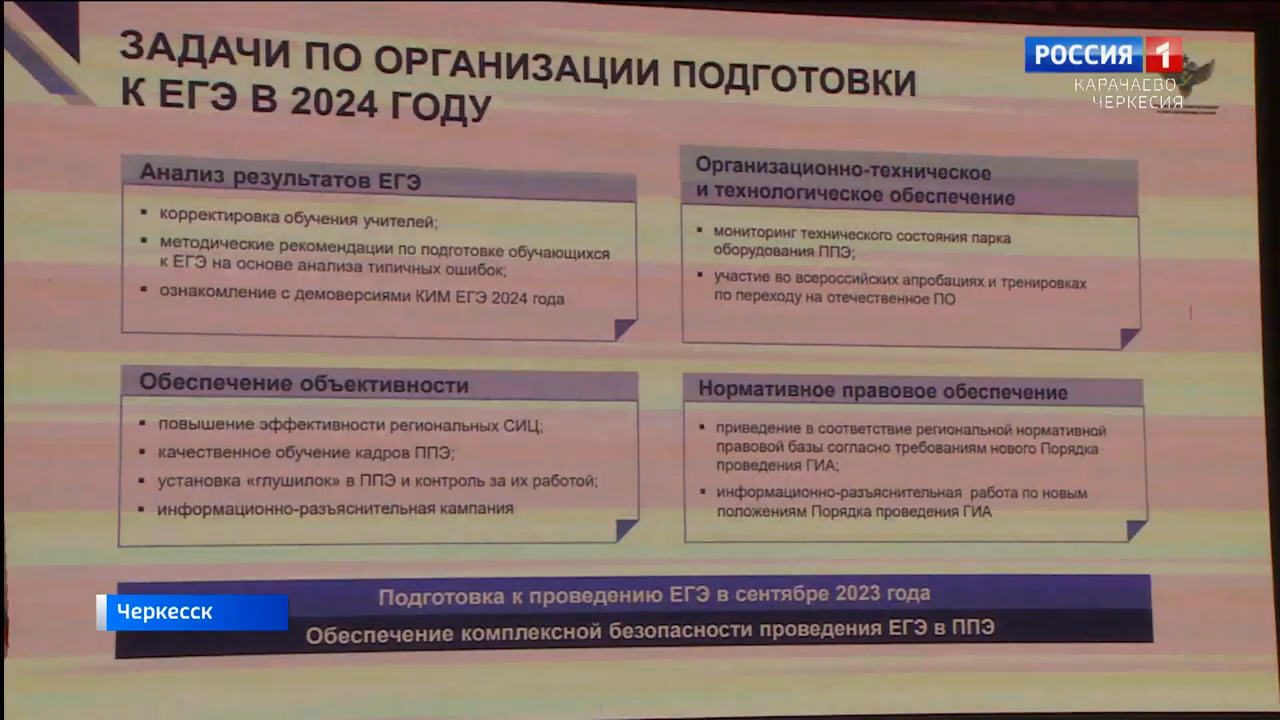 ЗАДАЧИ ПО ОРГАНИЗАЦИИ ПОДГОТОВКИ
К ЕГЭ В 2024 ГОДУ
РОССИЯ 1
КАРАЧАЕВО
ЧЕРКЕСИЯ
Анализ результатов ЕГЭ
▪ корректировка обучения учителей;
▪ методические рекомендации по подготовке обучающихся
к ЕГЭ на основе анализа типичных ошибок;
▪ ознакомление с демоверсиями КИМ ЕГЭ 2024 года
Организационно-техническое
и технологическое обеспечение
▪ мониторинг технического состояния парка
оборудования ППЭ;
▪ участие во всероссийских апробациях и тренировках
по переходу на отечественное ПО
Обеспечение объективности
▪ повышение эффективности региональных СИЦ;
▪ качественное обучение кадров ППЭ;
▪ установка «глушилок» в ППЭ и контроль за их работой;
▪ информационно-разъяснительная кампания
Нормативное правовое обеспечение
▪ приведение в соответствие региональной нормативной
правовой базы согласно требованиям нового Порядка
проведения ГИА;
▪ информационно-разъяснительная работа по новым
положениям Порядка проведения ГИА
Подготовка к проведению ЕГЭ в сентябре 2023 года
Черкесск
Обеспечение комплексной безопасности проведения ЕГЭ в ППЭ